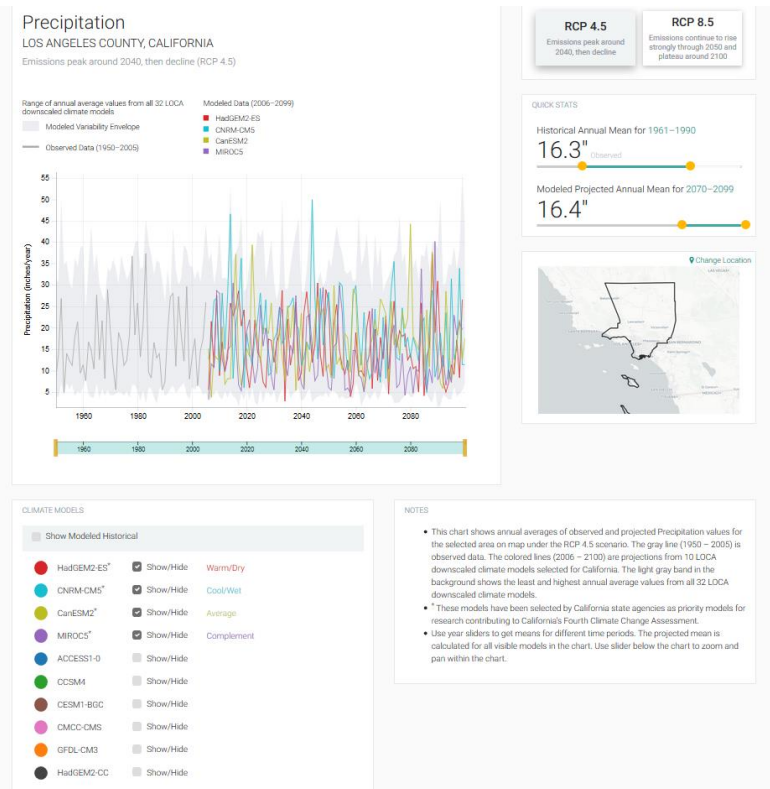 Precipitation
LOS ANGELES COUNTY, CALIFORNIA
Emissions peak around 2040, then decline (RCP 4.5)
Range of annual average values from all 32 LOCA
downscaled climate models
Modeled Variability Envelope
Observed Data (1950–2005)
Modeled Data (2006–2099)
HadGEM2-ES
CNRM-CM5
CanESM2
MIROC5
Precipitation (inches/year)
55
50
45
40
35
30
25
20
15
10
5
1960 1980 2000 2020 2040 2060 2080
1960 1980 2000 2020 2040 2060 2080
RCP 4.5
Emissions peak around
2040, then decline
RCP 8.5
Emissions continue to rise
strongly through 2050 and
plateau around 2100
QUICK STATS
Historical Annual Mean for 1961–1990
16.3" Observed
Modeled Projected Annual Mean for 2070–2099
16.4"
Change Location
CLIMATE MODELS
Show Modeled Historical
HadGEM2-ES* Show/Hide Warm/Dry
CNRM-CM5* Show/Hide Cool/Wet
CanESM2* Show/Hide Average
MIROC5* Show/Hide Complement
ACCESS1-0 Show/Hide
CCSM4 Show/Hide
CESM1-BGC Show/Hide
CMCC-CMS Show/Hide
GFDL-CM3 Show/Hide
HadGEM2-CC Show/Hide
NOTES
• This chart shows annual averages of observed and projected Precipitation values for
the selected area on map under the RCP 4.5 scenario. The gray line (1950 – 2005) is
observed data. The colored lines (2006 – 2100) are projections from 10 LOCA
downscaled climate models selected for California. The light gray band in the
background shows the least and highest annual average values from all 32 LOCA
downscaled climate models.
• * These models have been selected by California state agencies as priority models for
research contributing to California's Fourth Climate Change Assessment.
• Use year sliders to get means for different time periods. The projected mean is
calculated for all visible models in the chart. Use slider below the chart to zoom and
pan within the chart.